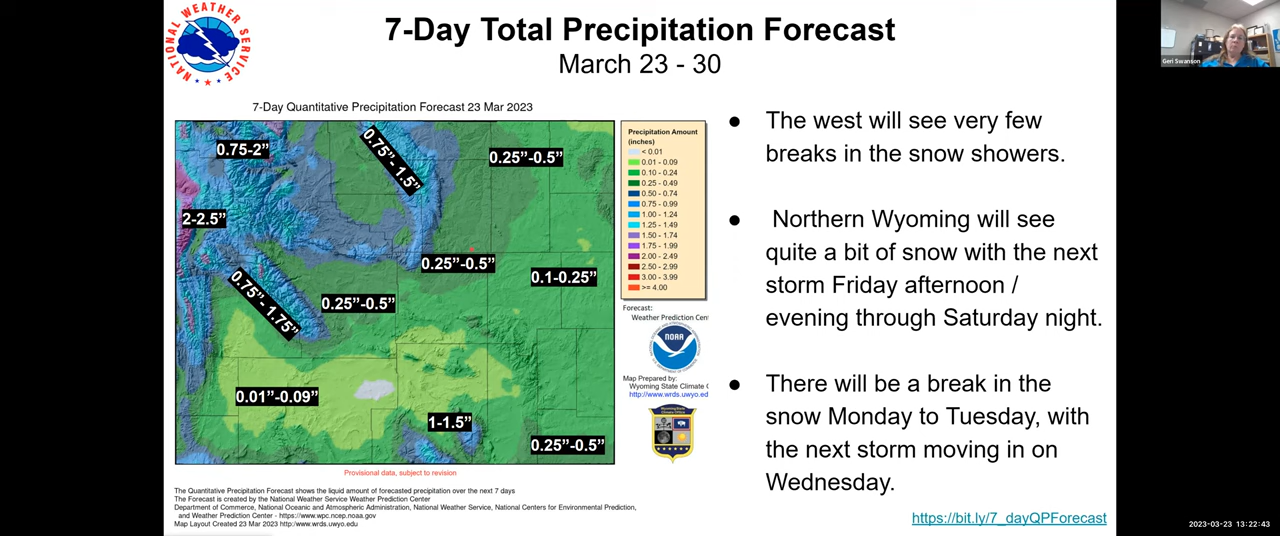 NATIONAL WEATHER SERVICE
7-Day Total Precipitation Forecast
March 23 - 30
Geri Swanson
7-Day Quantitative Precipitation Forecast 23 Mar 2023
0.75-2”
0.75”- 1.5”
0.25”-0.5”
2-2.5”
0.25”-0.5”
0.1-0.25”
0.75”- 1.75”
0.25”-0.5”
0.01”-0.09”
1-1.5”
0.25”-0.5”
Provisional data, subject to revision
Precipitation Amount
(inches)
< 0.01
0.01 - 0.09
0.10 - 0.24
0.25 - 0.49
0.50 - 0.74
0.75 - 0.99
1.00 - 1.24
1.25 - 1.49
1.50 - 1.74
1.75 - 1.99
2.00 - 2.49
2.50 - 2.99
3.00 - 3.99
>= 4.00
Forecast:
Weather Prediction Cen
NOAA
Map Prepared by:
Wyoming State Climate
http://www.wrds.uwyo.ed
● The west will see very few
breaks in the snow showers.
● Northern Wyoming will see
quite a bit of snow with the next
storm Friday afternoon /
evening through Saturday night.
● There will be a break in the
snow Monday to Tuesday, with
the next storm moving in on
Wednesday.
The Quantitative Precipitation Forecast shows the liquid amount of forecasted precipitation over the next 7 days
The Forecast is created by the National Weather Service Weather Prediction Center
Department of Commerce, National Oceanic and Atmospheric Administration, National Weather Service, National Centers for Environmental Prediction,
and Weather Prediction Center - https://www.wpc.ncep.noaa.gov
Map Layout Created 23 Mar 2023 http:/www.wrds.uwyo.edu
https://bit.ly/7_dayQPForecast
2023-03-23 13:22:43